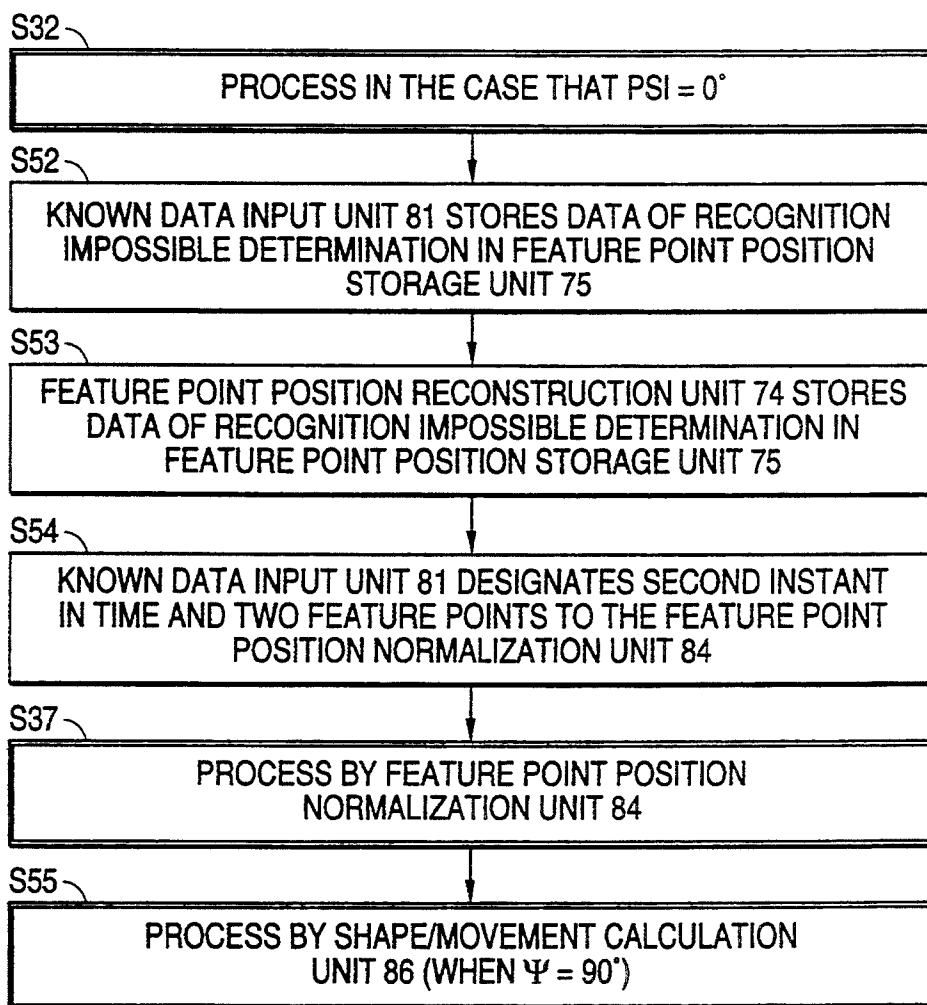 S32
PROCESS IN THE CASE THAT PSI = 0°
S52
KNOWN DATA INPUT UNIT 81 STORES DATA OF RECOGNITION
IMPOSSIBLE DETERMINATION IN FEATURE POINT POSITION
STORAGE UNIT 75
S53
FEATURE POINT POSITION RECONSTRUCTION UNIT 74 STORES
DATA OF RECOGNITION IMPOSSIBLE DETERMINATION IN
FEATURE POINT POSITION STORAGE UNIT 75
S54
KNOWN DATA INPUT UNIT 81 DESIGNATES SECOND INSTANT
IN TIME AND TWO FEATURE POINTS TO THE FEATURE POINT
POSITION NORMALIZATION UNIT 84
S37
PROCESS BY FEATURE POINT POSITION
NORMALIZATION UNIT 84
S55
PROCESS BY SHAPE/MOVEMENT CALCULATION
UNIT 86 (WHEN Ψ = 90°)